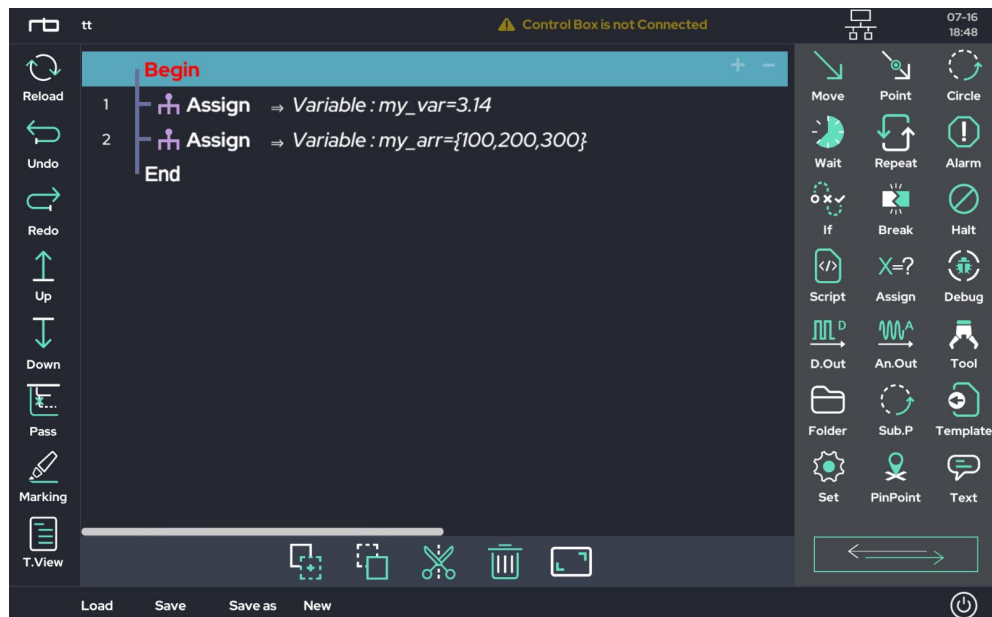 rb
tt
Control Box is not Connected
07-16
18:48
Reload
Undo
Redo
Up
Down
Pass
Marking
T.View
Begin
+ −
1 Assign ⇒ Variable : my_var=3.14
2 Assign ⇒ Variable : my_arr={100,200,300}
End
Move Point Circle
Wait Repeat Alarm
If Break Halt
</>
X=?
Script Assign Debug
D
A
D.Out An.Out Tool
Folder Sub.P Template
Set PinPoint Text
Load Save Save as New